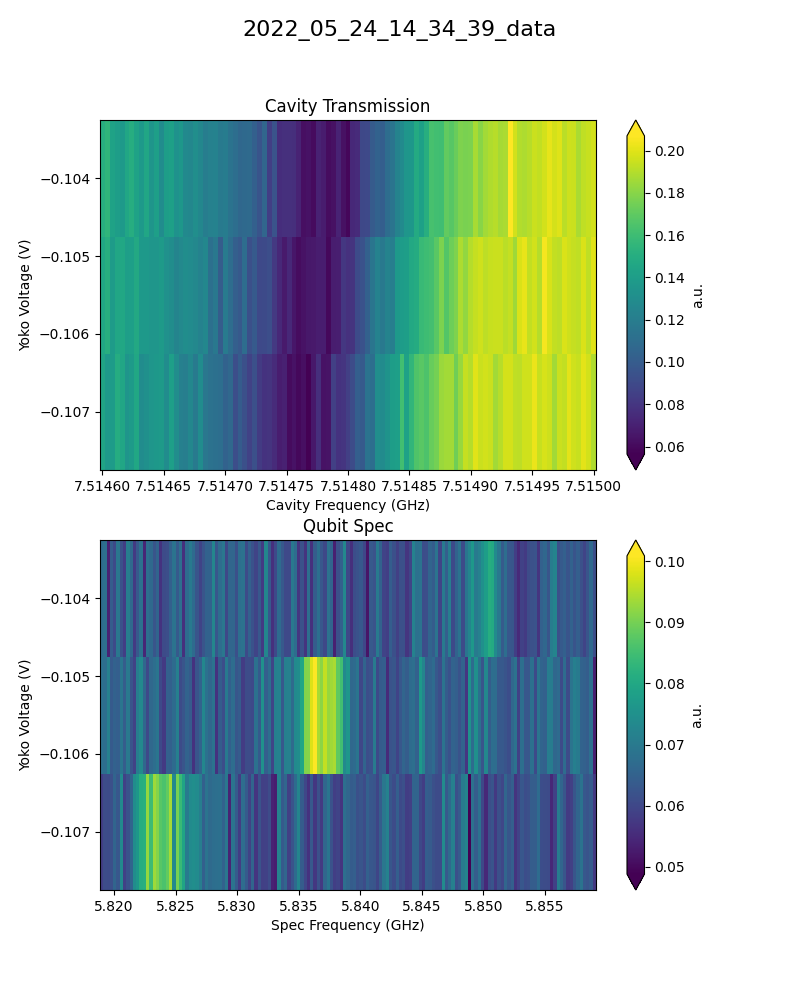 2022_05_24_14_34_39_data
Cavity Transmission
Yoko Voltage (V)
−0.104
−0.105
−0.106
−0.107
7.51460 7.51465 7.51470 7.51475 7.51480 7.51485 7.51490 7.51495 7.51500
Cavity Frequency (GHz)
0.20
0.18
0.16
0.14
0.12
0.10
0.08
0.06
a.u.
Qubit Spec
Yoko Voltage (V)
−0.104
−0.105
−0.106
−0.107
5.820 5.825 5.830 5.835 5.840 5.845 5.850 5.855
Spec Frequency (GHz)
0.10
0.09
0.08
0.07
0.06
0.05
a.u.